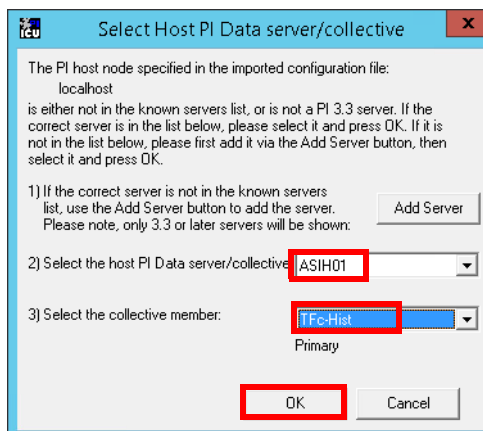 ICU
Select Host PI Data server/collective
x
The PI host node specified in the imported configuration file:
localhost
is either not in the known servers list, or is not a PI 3.3 server. If the
correct server is in the list below, please select it and press OK. If it is
not in the list below, please first add it via the Add Server button, then
select it and press OK.
1) If the correct server is not in the known servers
list, use the Add Server button to add the server.
Please note, only 3.3 or later servers will be shown:
Add Server
2) Select the host PI Data server/collective
ASIH01
3) Select the collective member:
TFc-Hist
Primary
OK
Cancel